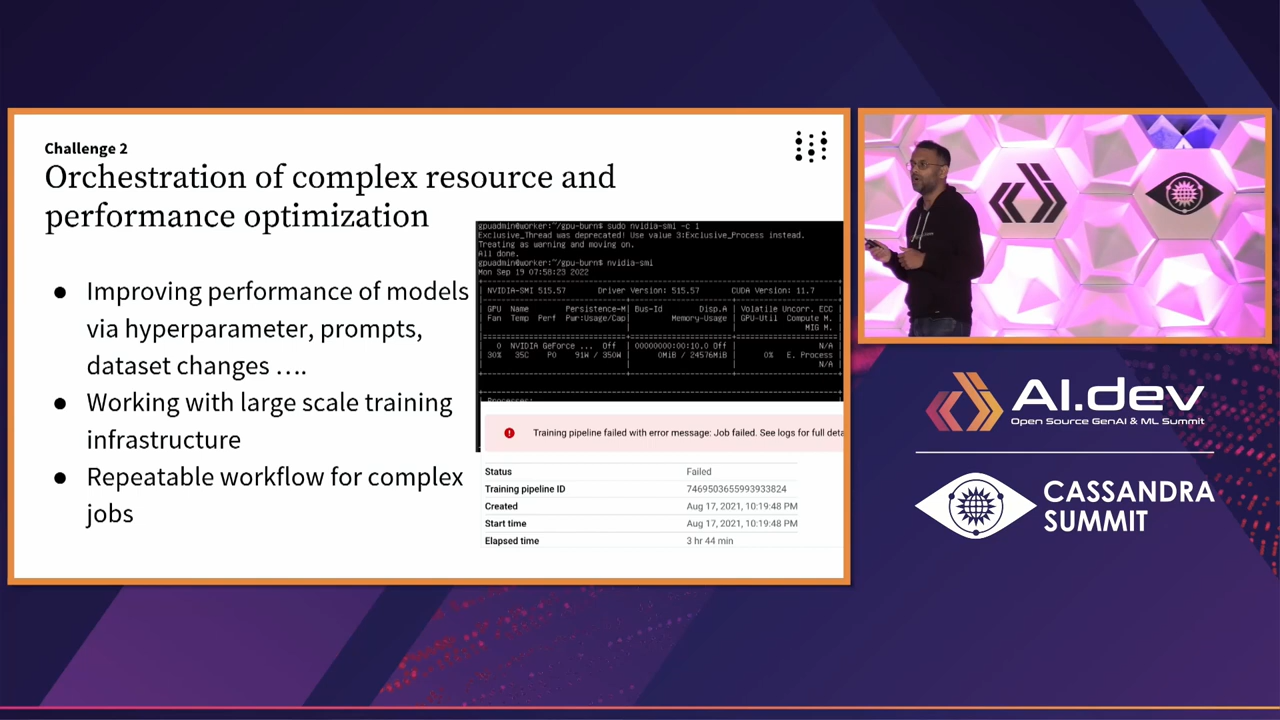 Challenge 2
Orchestration of complex resource and
performance optimization
● Improving performance of models
via hyperparameter, prompts,
dataset changes ….
● Working with large scale training
infrastructure
● Repeatable workflow for complex
jobs
gpuadmin@worker:~/gpu-burn$ sudo nvidia-smi -c 1
Exclusive_Thread was deprecated! Use value 3:Exclusive_Process instead.
Treating as warning and moving on.
All done.
gpuadmin@worker:~/gpu-burn$ nvidia-smi
Mon Sep 19 07:58:23 2022
NVIDIA-SMI 515.57 Driver Version: 515.57 CUDA Version: 11.7
GPU Name Persistence-M| Bus-Id Disp.A | Volatile Uncorr. ECC
Fan Temp Perf Pwr:Usage/Cap| Memory-Usage | GPU-Util Compute M.
MIG M.
0 NVIDIA GeForce ... Off | 00000000:00:10.0 Off | N/A
30% 35C P0 91W / 350W | 0MiB / 24576MiB | 0% E. Process
N/A
Processes:
Training pipeline failed with error message: Job failed. See logs for full deta
Status Failed
Training pipeline ID 7469503655993933824
Created Aug 17, 2021, 10:19:48 PM
Start time Aug 17, 2021, 10:19:48 PM
Elapsed time 3 hr 44 min
AI.dev
Open Source GenAI & ML Summit
CASSANDRA
SUMMIT